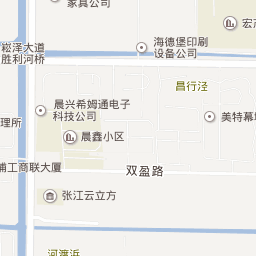 家具公司
宏
海德堡印刷
设备公司
崧泽大道
胜利河桥
昌行泾
晨兴希姆通电子
科技公司
美特幕
理所
晨鑫小区
浦工商联大厦
双盈路
张江云立方
河渡浜